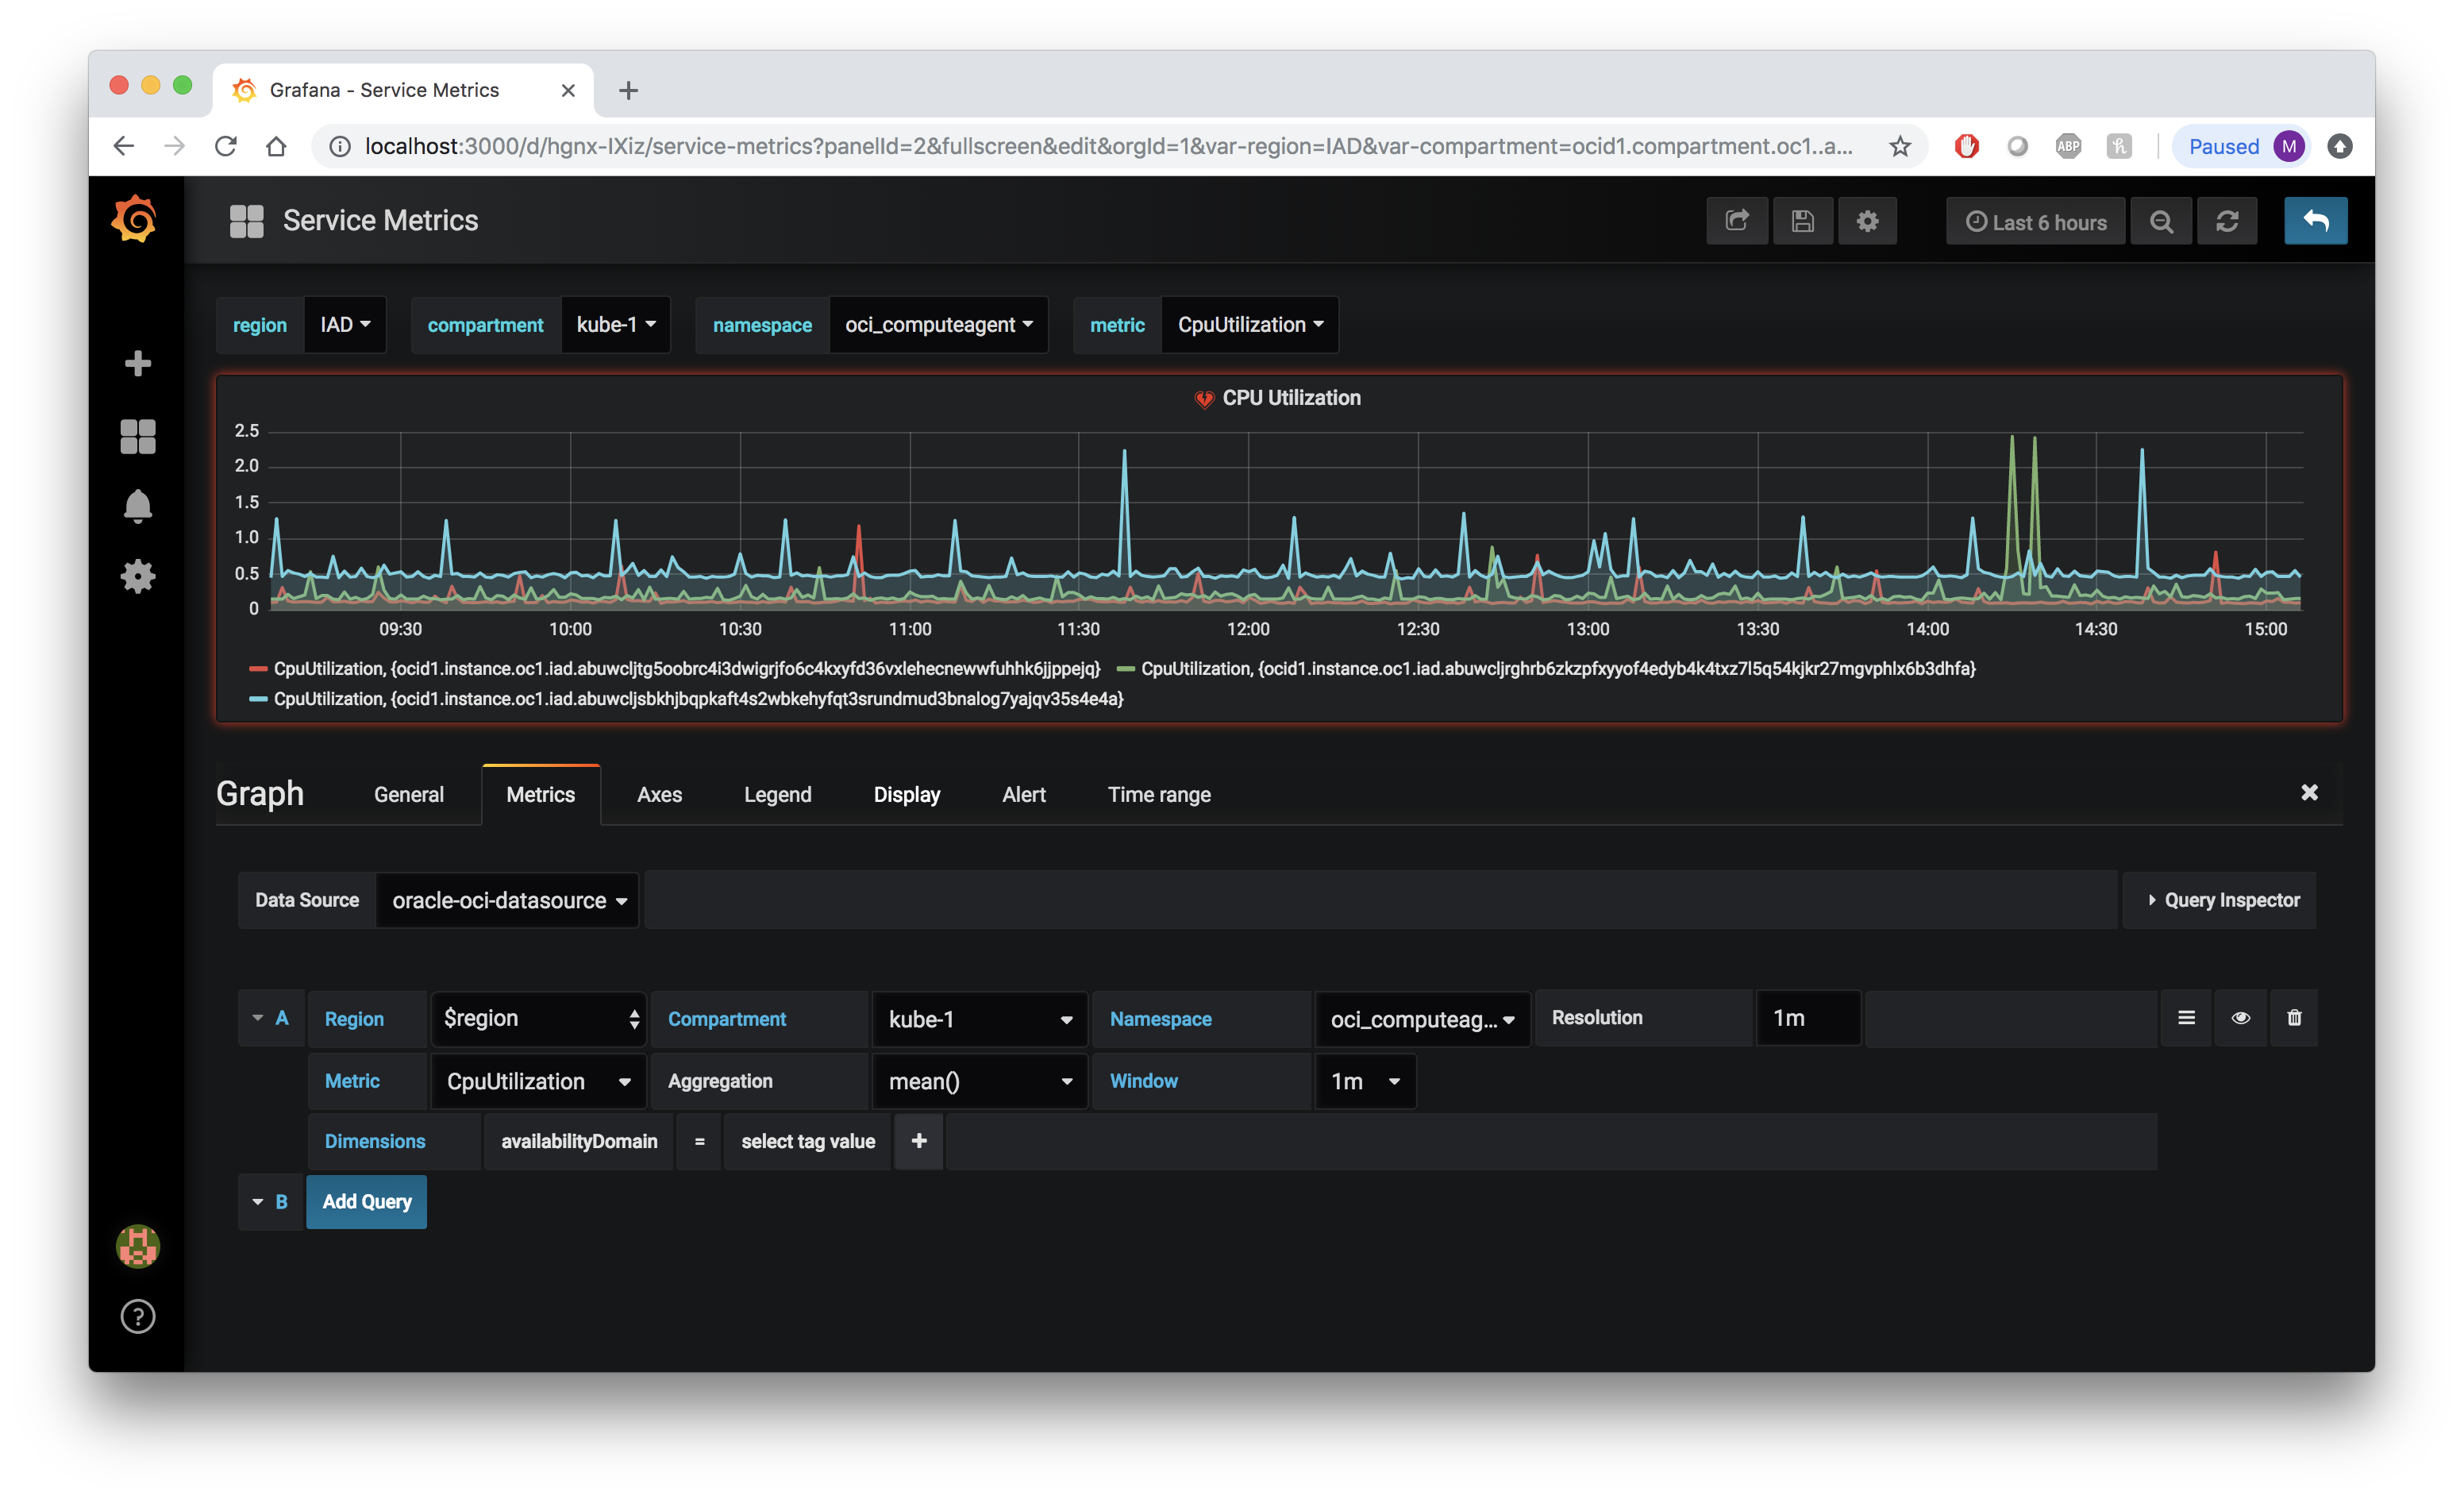 Grafana - Service Metrics
localhost:3000/d/hgnx-IXiz/service-metrics?panelId=2&fullscreen&edit&orgId=1&var-region=IAD&var-compartment=ocid1.compartment.oc1..a...
ABP
Paused M
Service Metrics
Last 6 hours
region IAD compartment kube-1 namespace oci_computeagent metric CpuUtilization
CPU Utilization
2.5
2.0
1.5
1.0
0.5
0
09:30 10:00 10:30 11:00 11:30 12:00 12:30 13:00 13:30 14:00 14:30 15:00
CpuUtilization, {ocid1.instance.oc1.iad.abuwcljtg5oobrc4i3dwigrjfo6c4kxyfd36vxlehecnewwfuhhk6jjppejq} CpuUtilization, {ocid1.instance.oc1.iad.abuwcljrghrb6zkzpfxyyof4edyb4k4txz7l5q54kjkr27mgvphlx6b3dhfa}
CpuUtilization, {ocid1.instance.oc1.iad.abuwcljsbkhjbqpkaft4s2wbkehyfqt3srundmud3bnalog7yajqv35s4e4a}
Graph General Metrics Axes Legend Display Alert Time range
Data Source oracle-oci-datasource Query Inspector
A Region $region Compartment kube-1 Namespace oci_computeag... Resolution 1m
Metric CpuUtilization Aggregation mean() Window 1m
Dimensions availabilityDomain = select tag value +
B Add Query